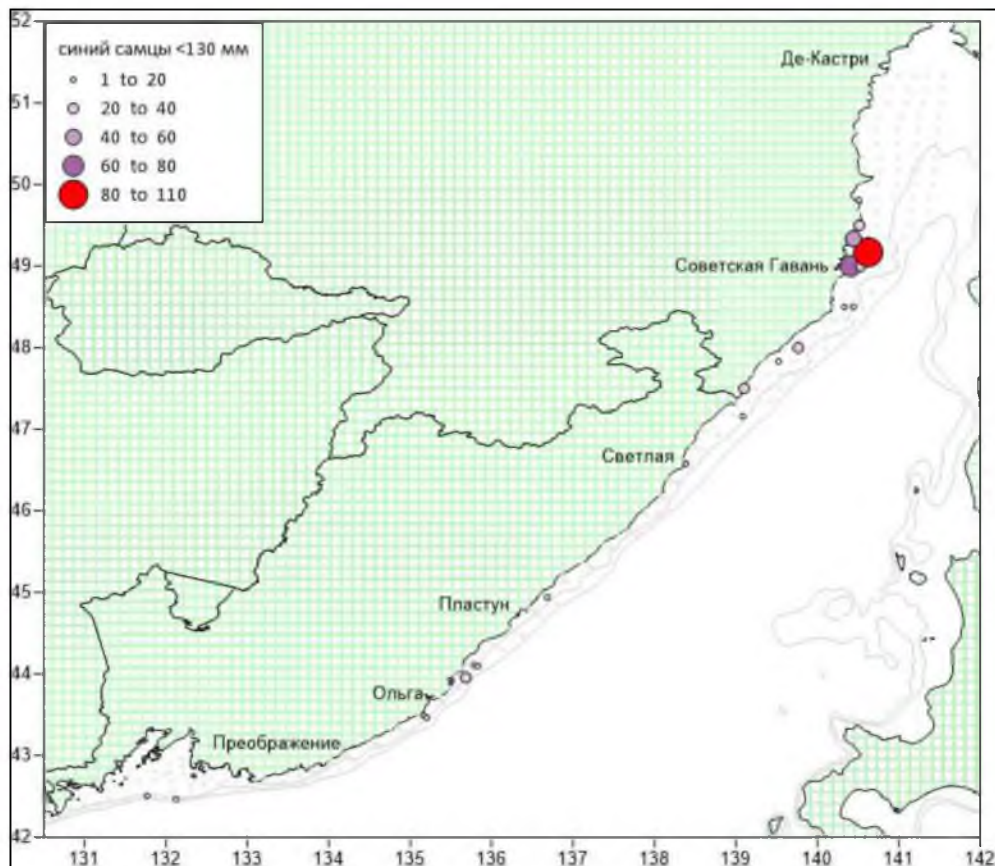 52
синий самцы <130 мм
1 to 20
20 to 40
40 to 60
60 to 80
80 to 110
Де-Кастри
51
50
Советская Гавань
49
48
47
Светлая
46
45
Пластун
44
Ольга
43
Преображение
42
131 132 133 134 135 136 137 138 139 140 141 142